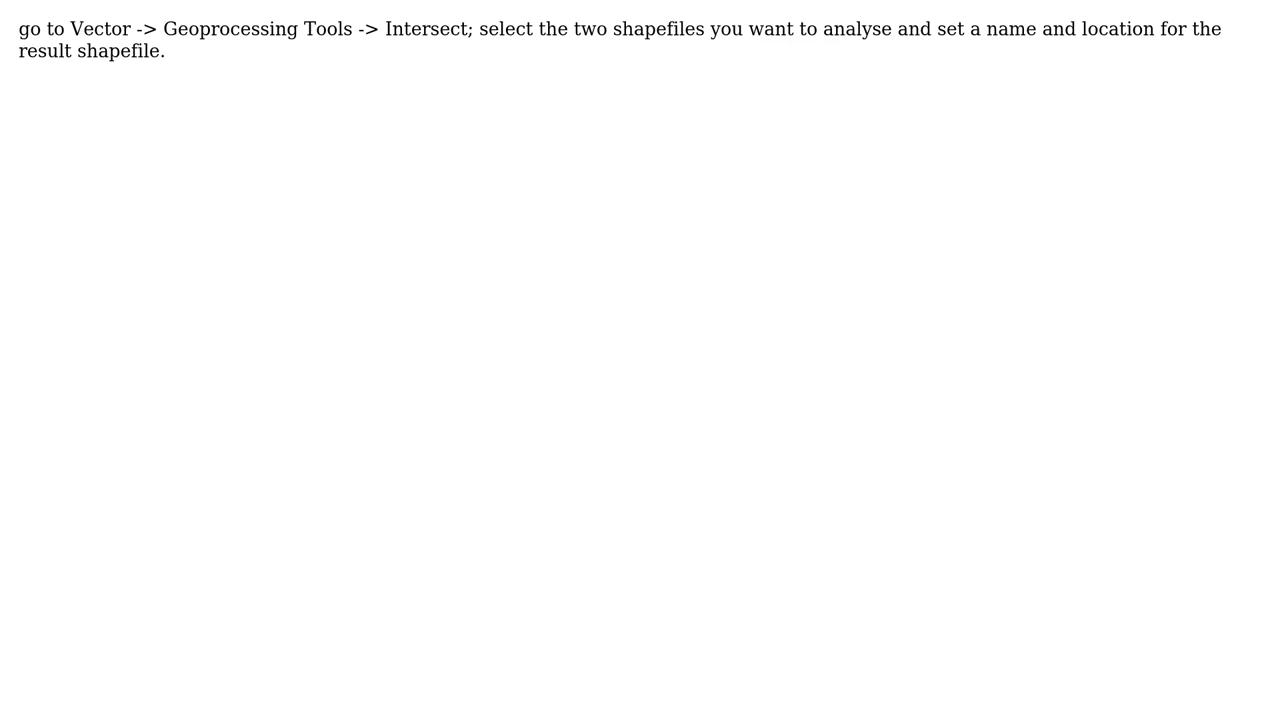 go to Vector -> Geoprocessing Tools -> Intersect; select the two shapefiles you want to analyse and set a name and location for the
result shapefile.